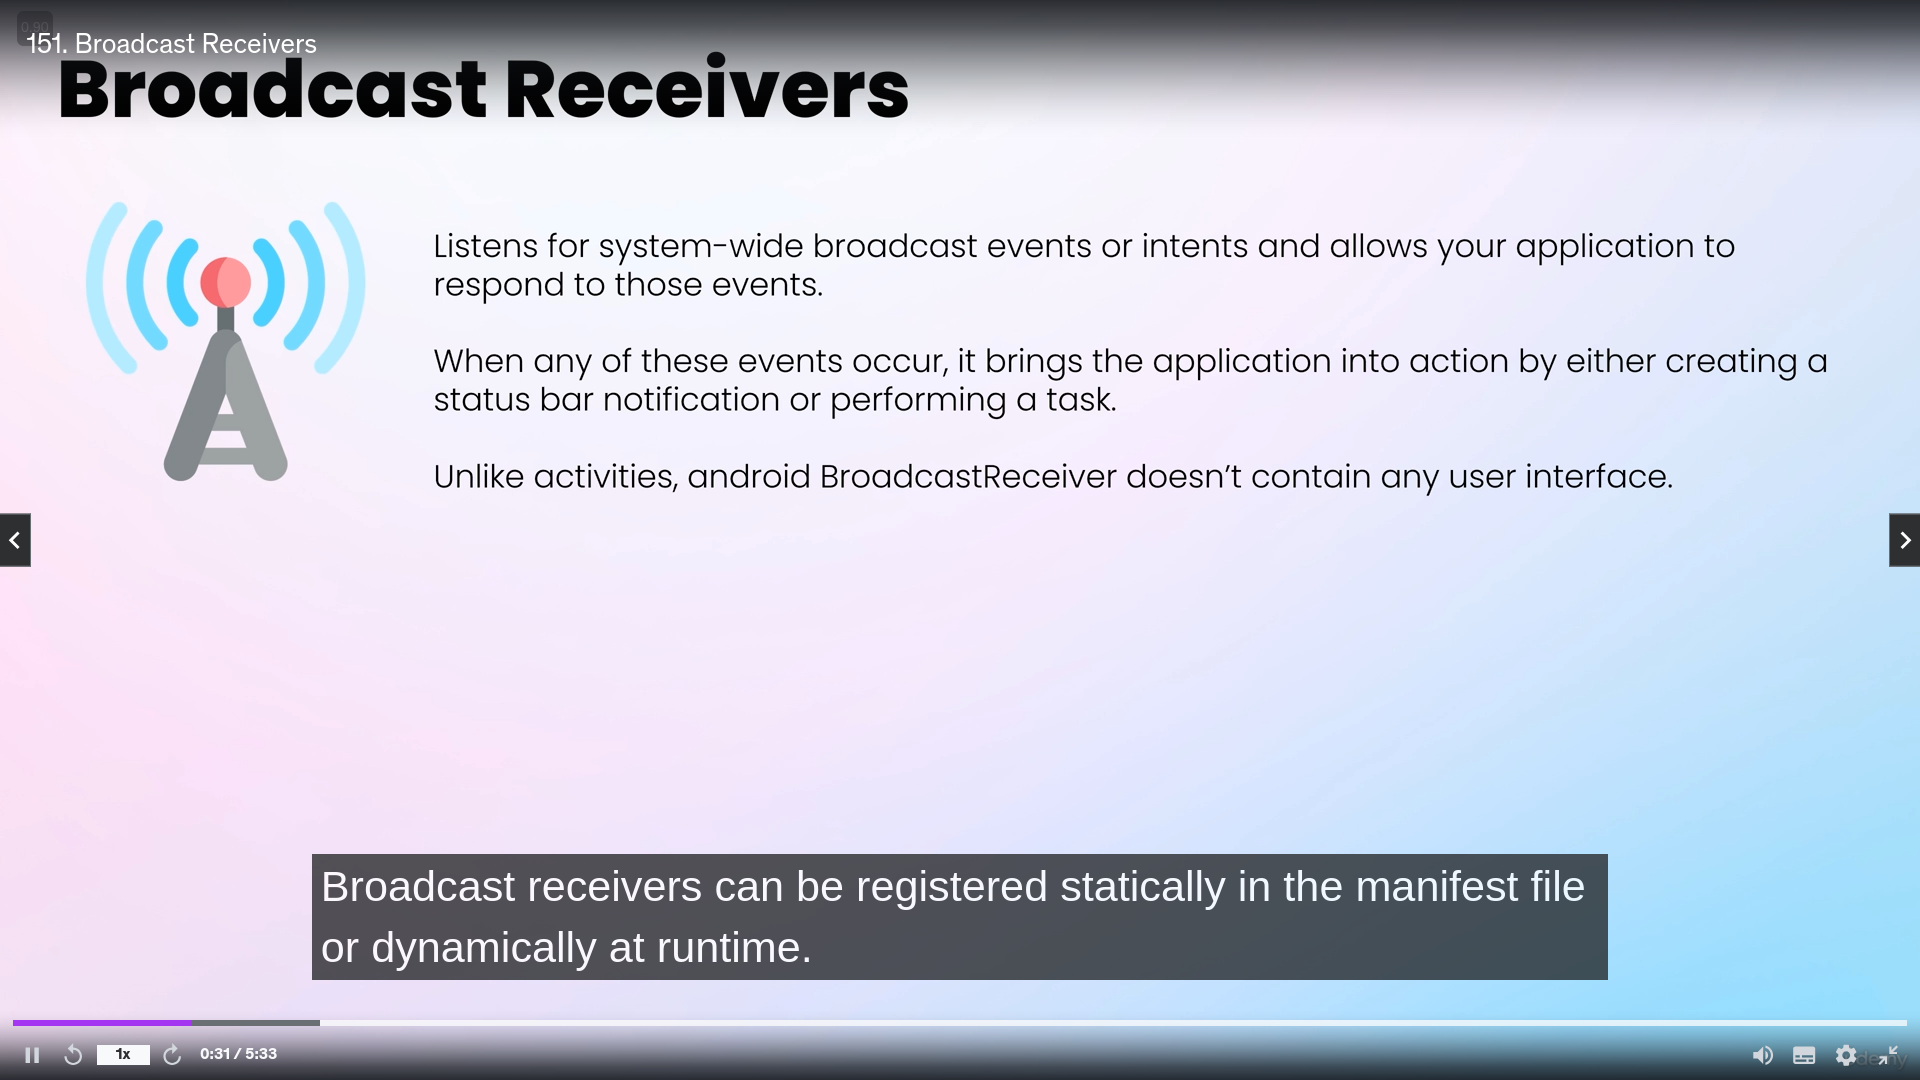 0.90
151. Broadcast Receivers
Broadcast Receivers
Listens for system-wide broadcast events or intents and allows your application to
respond to those events.
When any of these events occur, it brings the application into action by either creating a
status bar notification or performing a task.
Unlike activities, android BroadcastReceiver doesn’t contain any user interface.
Broadcast receivers can be registered statically in the manifest file
or dynamically at runtime.
1x
0:31 / 5:33